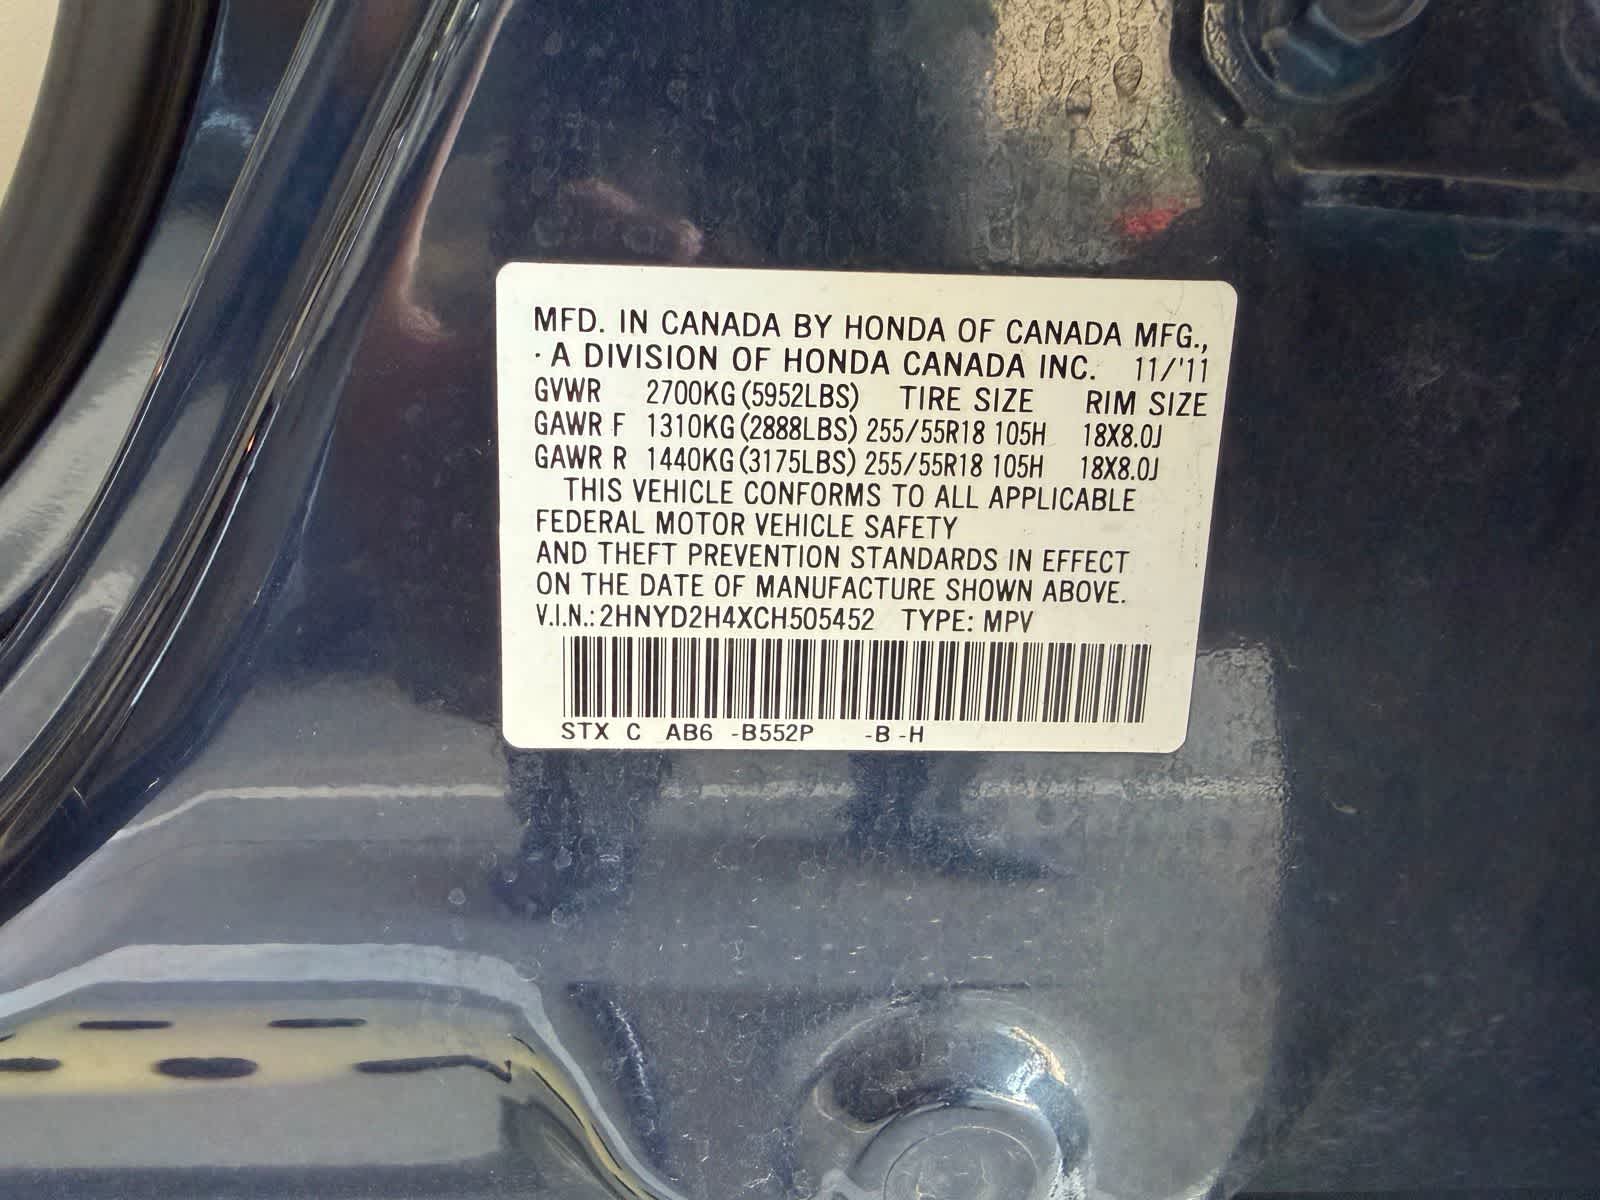 MFD. IN CANADA BY HONDA OF CANADA MFG.,
·A DIVISION OF HONDA CANADA INC. 11/'11
GVWR 2700KG(5952LBS) TIRE SIZE RIM SIZE
GAWR F 1310KG(2888LBS) 255/55R18 105H 18X8.0J
GAWR R 1440KG(3175LBS) 255/55R18 105H 18X8.0J
THIS VEHICLE CONFORMS TO ALL APPLICABLE
FEDERAL MOTOR VEHICLE SAFETY
AND THEFT PREVENTION STANDARDS IN EFFECT
ON THE DATE OF MANUFACTURE SHOWN ABOVE.
V.I.N.:2HNYD2H4XCH505452 TYPE: MPV
STX C AB6 -B552P -B -H